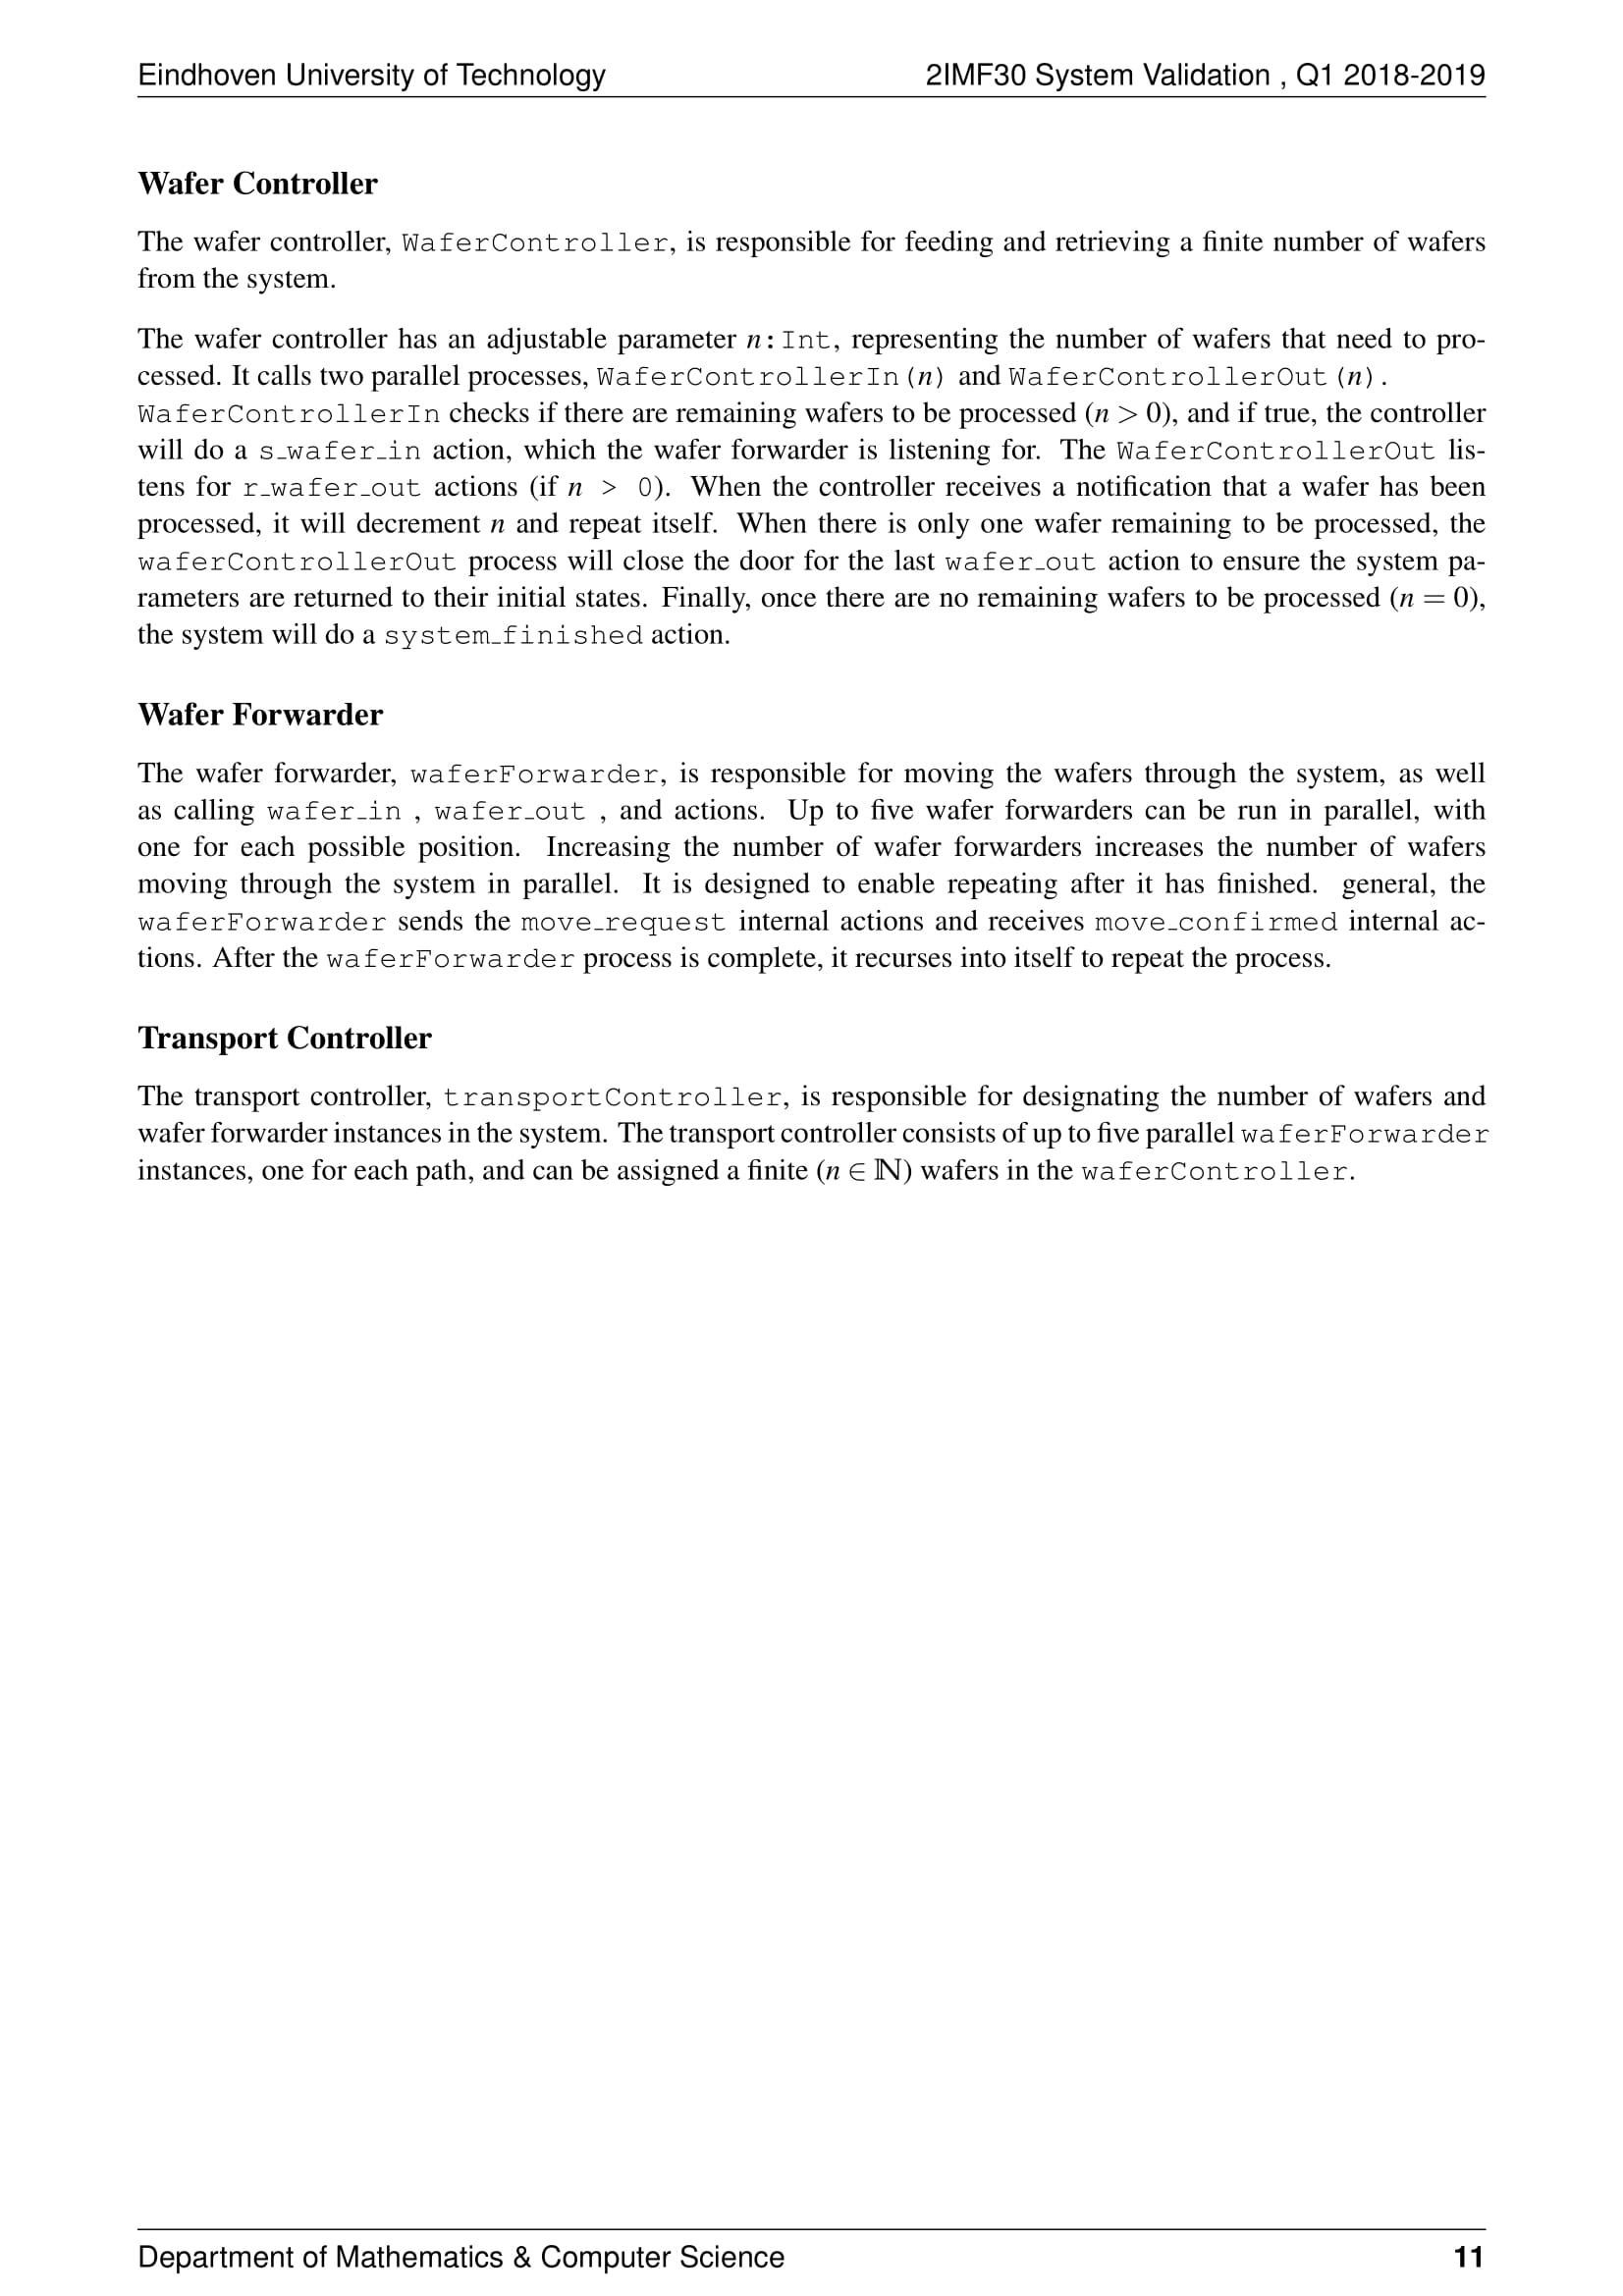 Eindhoven University of Technology 2IMF30 System Validation , Q1 2018-2019
Wafer Controller
The wafer controller, WaferController, is responsible for feeding and retrieving a finite number of wafers
from the system.
The wafer controller has an adjustable parameter n:Int, representing the number of wafers that need to pro-
cessed. It calls two parallel processes, WaferControllerIn(n) and WaferControllerOut(n).
WaferControllerIn checks if there are remaining wafers to be processed (n > 0), and if true, the controller
will do a s_wafer_in action, which the wafer forwarder is listening for. The WaferControllerOut lis-
tens for r_wafer_out actions (if n > 0). When the controller receives a notification that a wafer has been
processed, it will decrement n and repeat itself. When there is only one wafer remaining to be processed, the
waferControllerOut process will close the door for the last wafer_out action to ensure the system pa-
rameters are returned to their initial states. Finally, once there are no remaining wafers to be processed (n = 0),
the system will do a system_finished action.
Wafer Forwarder
The wafer forwarder, waferForwarder, is responsible for moving the wafers through the system, as well
as calling wafer_in , wafer_out , and actions. Up to five wafer forwarders can be run in parallel, with
one for each possible position. Increasing the number of wafer forwarders increases the number of wafers
moving through the system in parallel. It is designed to enable repeating after it has finished. general, the
waferForwarder sends the move_request internal actions and receives move_confirmed internal ac-
tions. After the waferForwarder process is complete, it recurses into itself to repeat the process.
Transport Controller
The transport controller, transportController, is responsible for designating the number of wafers and
wafer forwarder instances in the system. The transport controller consists of up to five parallel waferForwarder
instances, one for each path, and can be assigned a finite (n ∈ ℕ) wafers in the waferController.
Department of Mathematics & Computer Science 11